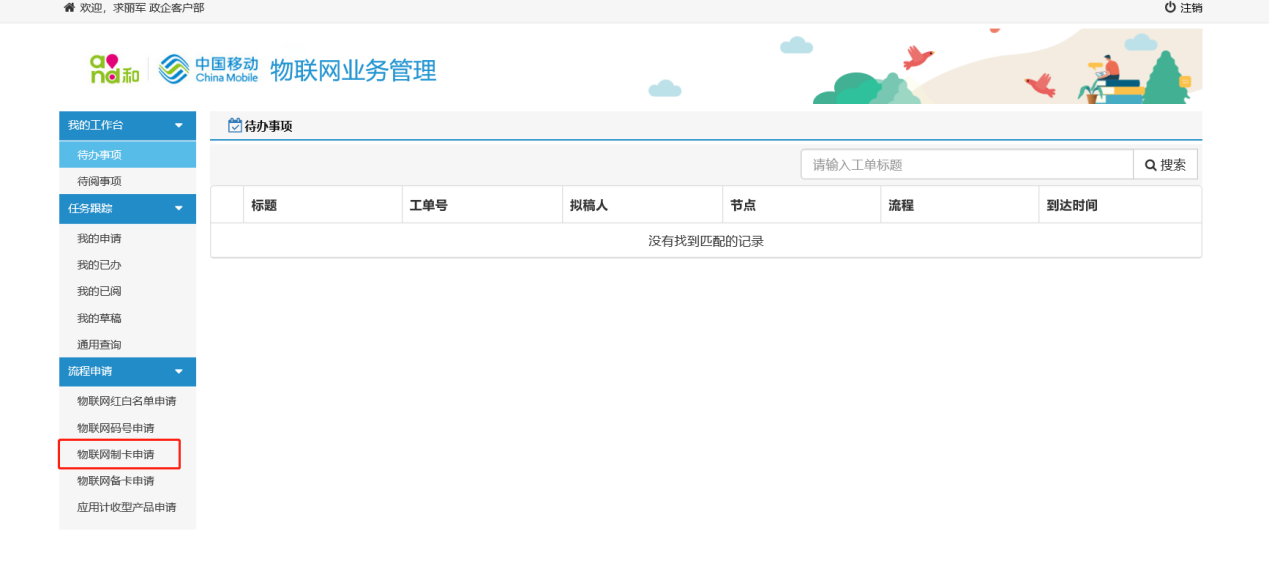 欢迎，求丽军 政企客户部 注销
and和 中国移动 China Mobile 物联网业务管理
我的工作台
待办事项
待阅事项
任务跟踪
我的申请
我的已办
我的已阅
我的草稿
通用查询
流程申请
物联网红白名单申请
物联网码号申请
物联网制卡申请
物联网备卡申请
应用计收型产品申请
待办事项
请输入工单标题 搜索
标题 工单号 拟稿人 节点 流程 到达时间
没有找到匹配的记录